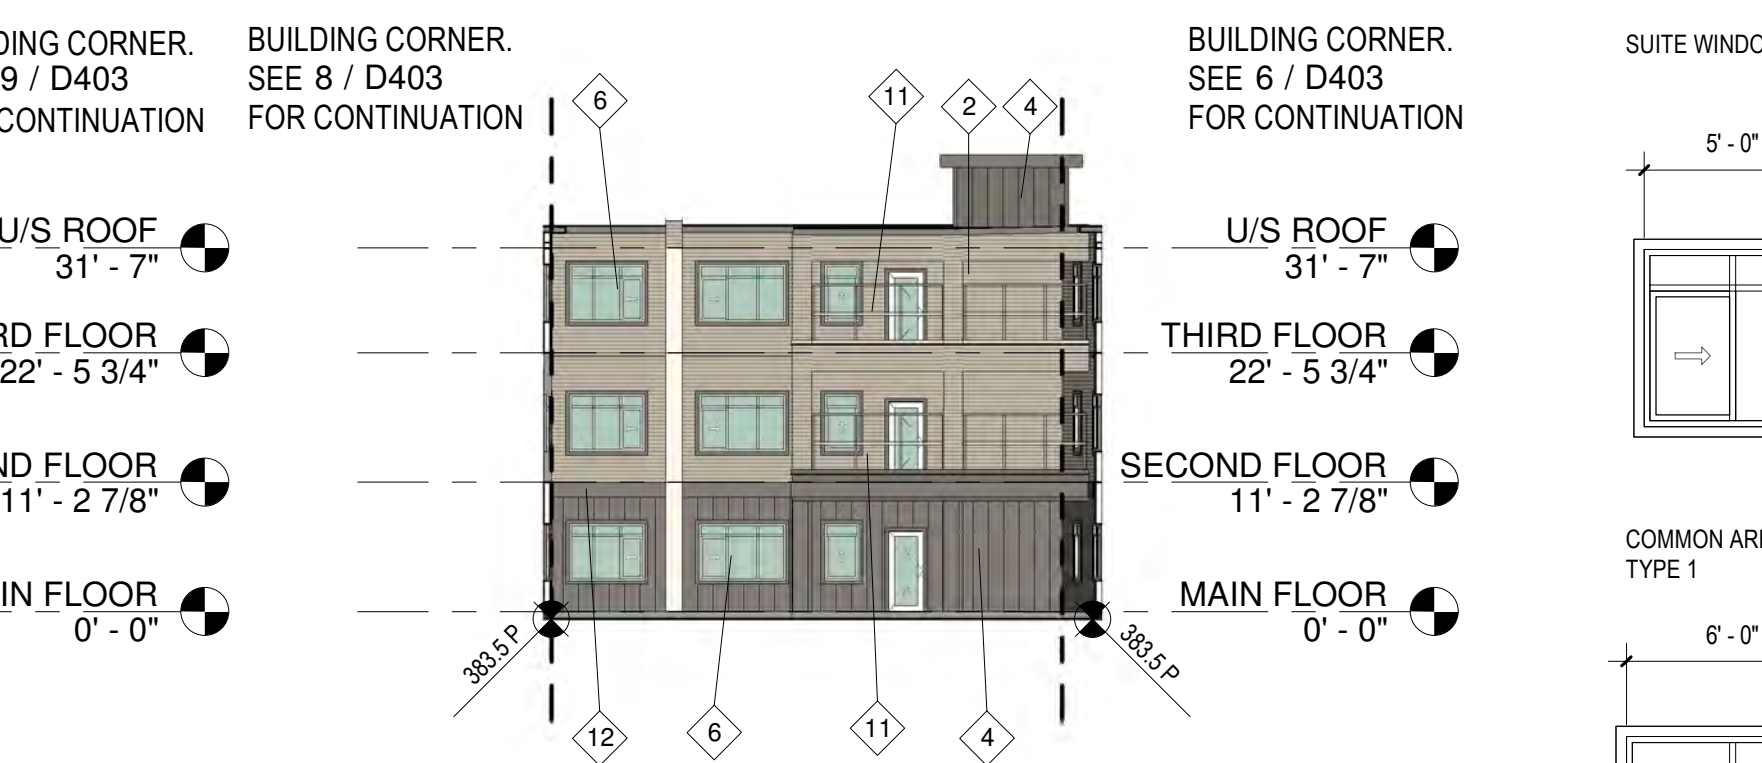 DING CORNER.
9 / D403
CONTINUATION
BUILDING CORNER.
SEE 8 / D403
FOR CONTINUATION
6
11
2
4
BUILDING CORNER.
SEE 6 / D403
FOR CONTINUATION
SUITE WINDO
5' - 0"
U/S ROOF
31' - 7"
RD FLOOR
22' - 5 3/4"
ND FLOOR
11' - 2 7/8"
IN FLOOR
0' - 0"
U/S ROOF
31' - 7"
THIRD FLOOR
22' - 5 3/4"
SECOND FLOOR
11' - 2 7/8"
MAIN FLOOR
0' - 0"
383.5 P
383.5 P
12
6
11
4
COMMON ARE
TYPE 1
6' - 0"